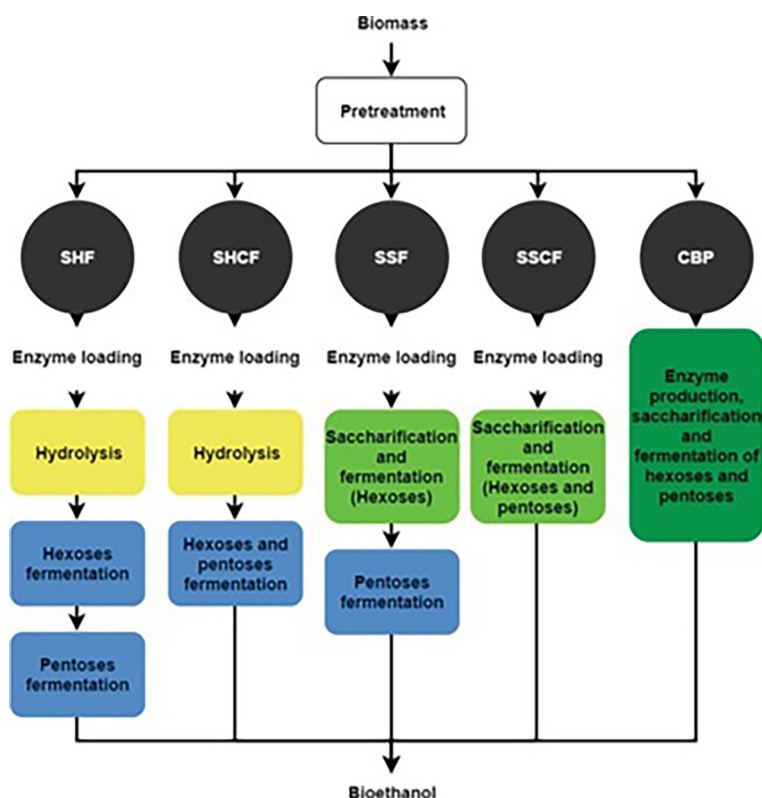 Biomass
Pretreatment
SHF
SHCF
SSF
SSCF
CBP
Enzyme loading
Enzyme loading
Enzyme loading
Enzyme loading
Enzyme
production,
saccharification
and
fermentation of
hexoses and
pentoses
Hydrolysis
Hydrolysis
Saccharification
and
fermentation
(Hexoses)
Saccharification
and
fermentation
(Hexoses and
pentoses)
Hexoses
fermentation
Hexoses and
pentoses
fermentation
Pentoses
fermentation
Pentoses
fermentation
Bioethanol